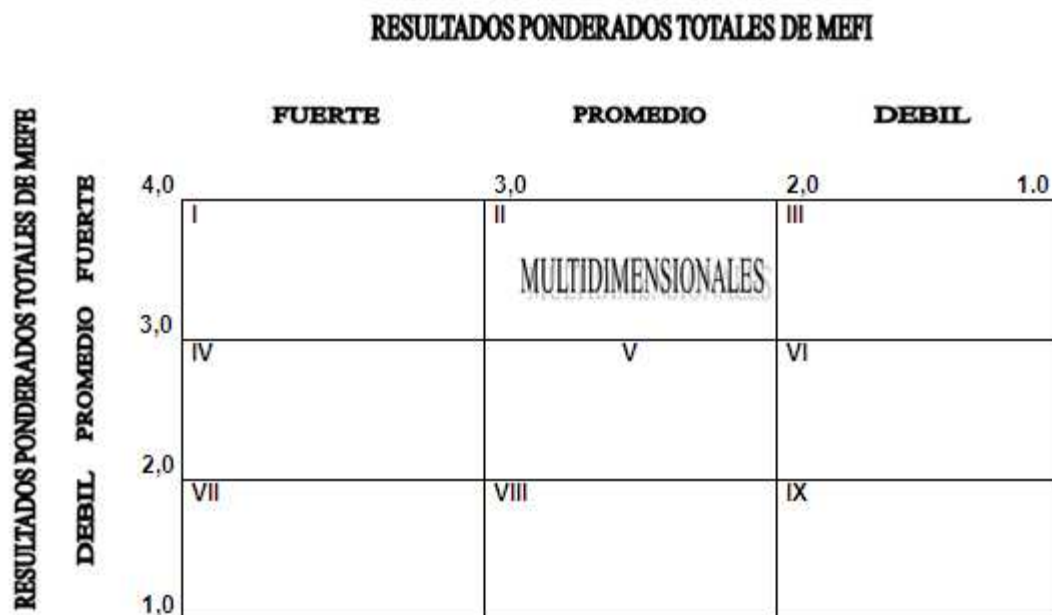 RESULTADOS PONDERADOS TOTALES DE MEFI
FUERTE PROMEDIO DEBIL
4,0 3,0 2,0 1.0
I II III
MULTIDIMENSIONALES
3,0
IV V VI
2,0
VII VIII IX
1,0
RESULTADOS PONDERADOS TOTALES DE MEFE
DEBIL PROMEDIO FUERTE